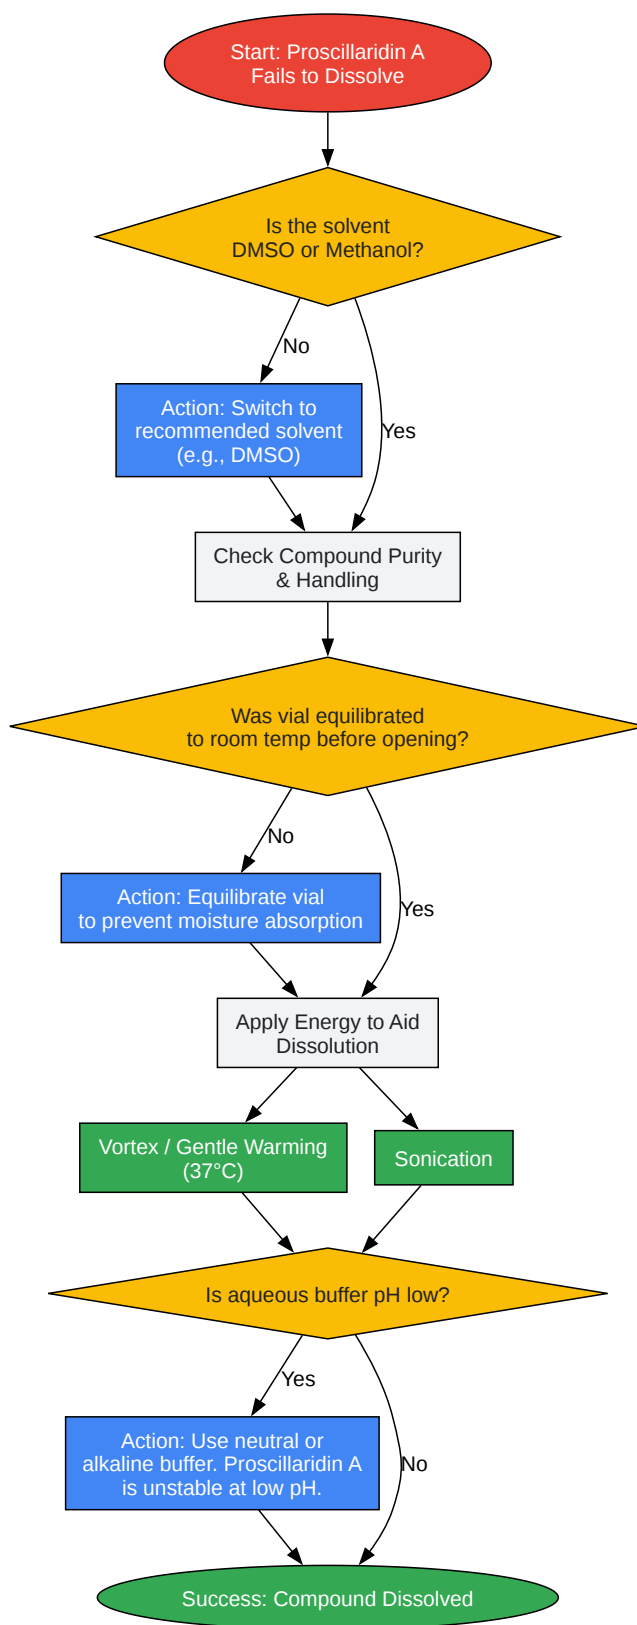 Start: Proscillaridin A
Fails to Dissolve
Is the solvent
DMSO or Methanol?
No
Action: Switch to
recommended solvent
(e.g., DMSO)
Yes
Check Compound Purity
& Handling
Was vial equilibrated
to room temp before opening?
No
Action: Equilibrate vial
to prevent moisture absorption
Yes
Apply Energy to Aid
Dissolution
Vortex / Gentle Warming
(37°C)
Sonication
Is aqueous buffer pH low?
Yes
Action: Use neutral or
alkaline buffer. Proscillaridin A
is unstable at low pH.
No
Success: Compound Dissolved